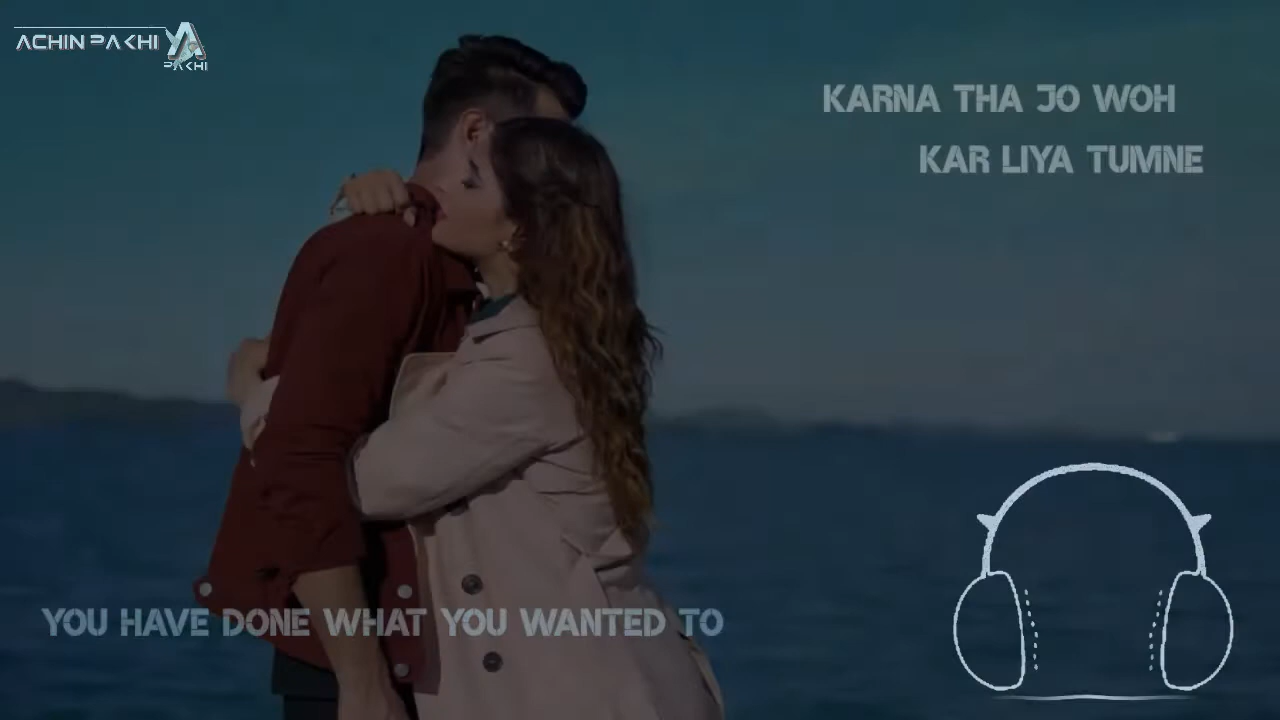 ACHIN PAKHI
PAKHI
KARNA THA JO WOH
KAR LIYA TUMNE
YOU HAVE DONE WHAT YOU WANTED TO